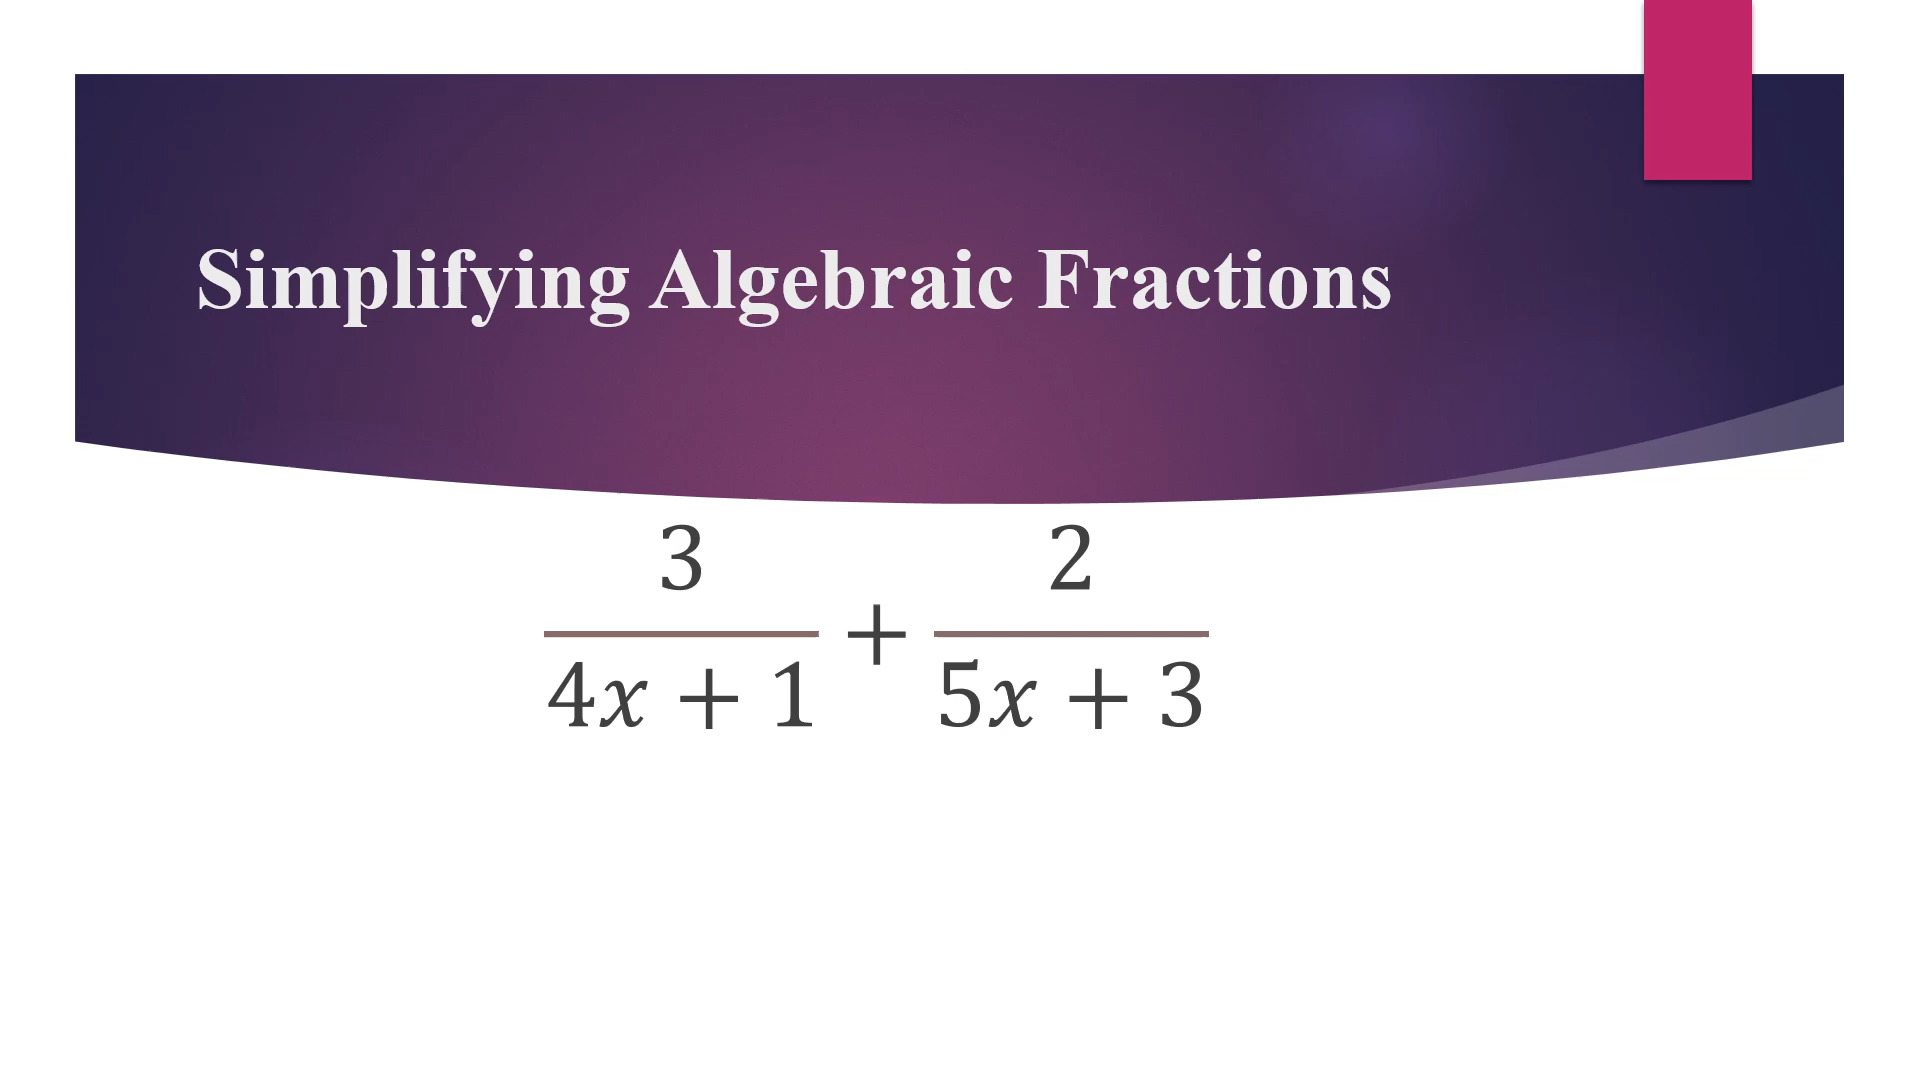 Simplifying Algebraic Fractions
3/(4x + 1) + 2/(5x + 3)